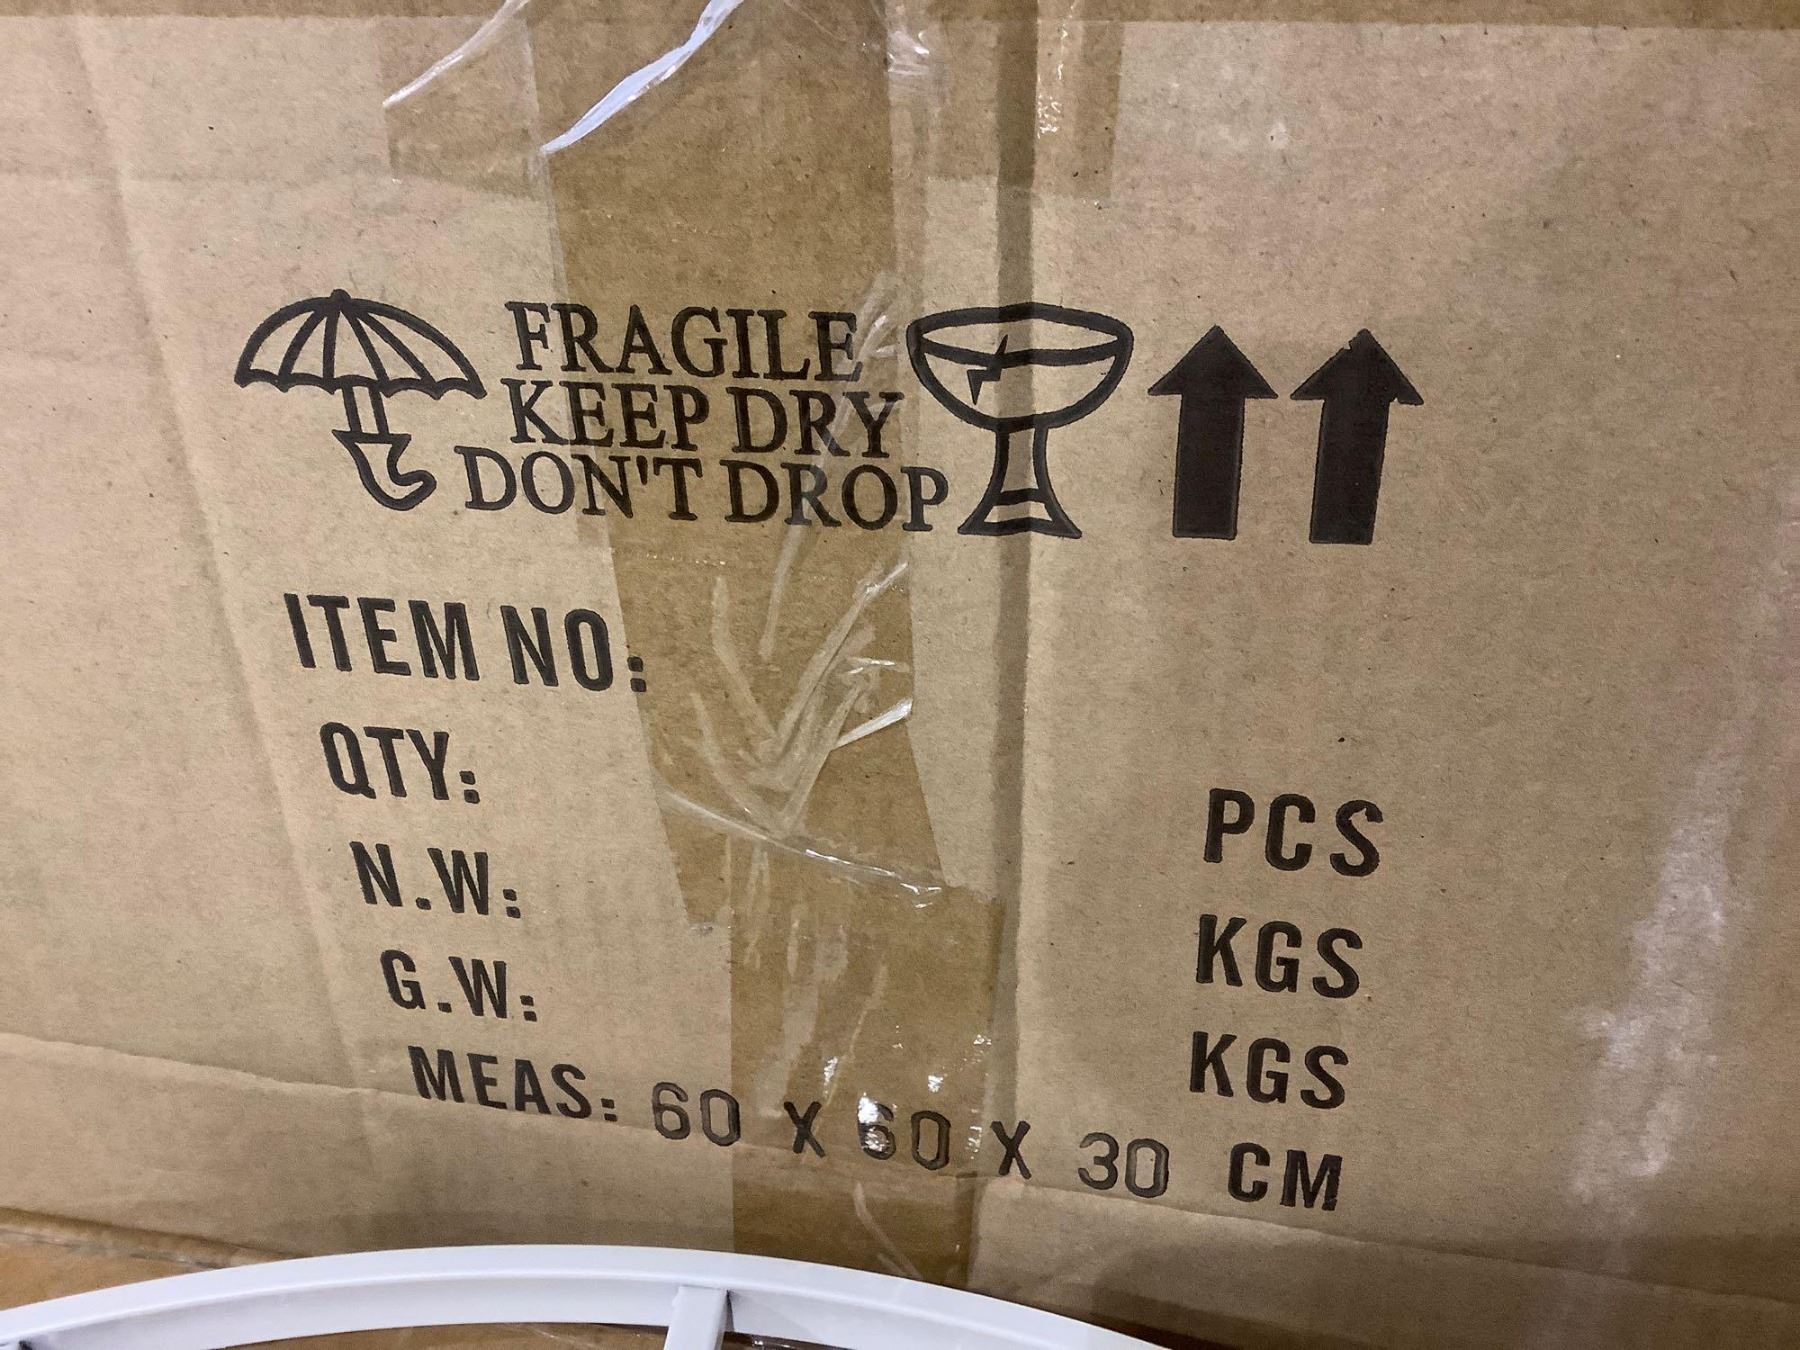 FRAGILE
KEEP DRY
DON'T DROP
ITEM NO:
QTY: PCS
N.W: KGS
G.W: KGS
MEAS: 60 X 60 X 30 CM